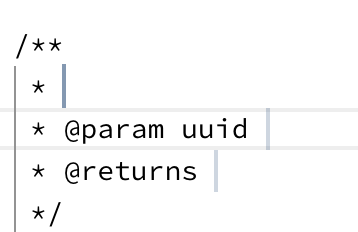 /**
 *
 * @param uuid
 * @returns
 */